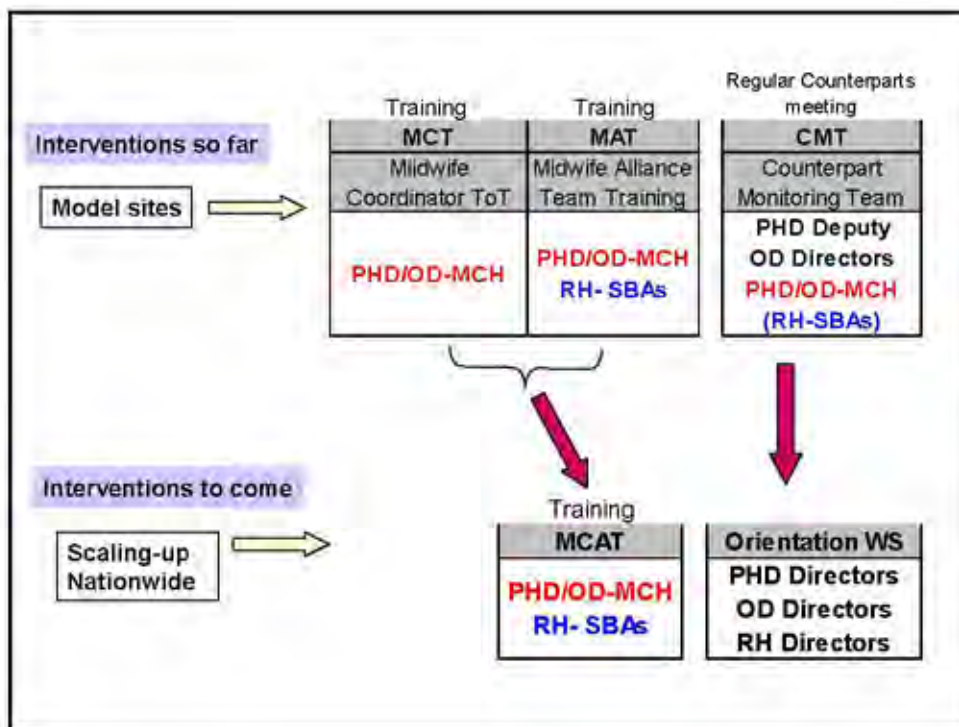 Regular Counterparts
meeting
Training
Training
Interventions so far
MCT
MAT
CMT
Miidwife
Coordinator ToT
Midwife Alliance
Team Training
Counterpart
Monitoring Team
Model sites
PHD/OD-MCH
PHD/OD-MCH
RH- SBAs
PHD Deputy
OD Directors
PHD/OD-MCH
(RH-SBAs)
Interventions to come
Training
Scaling-up
Nationwide
MCAT
PHD/OD-MCH
RH- SBAs
Orientation WS
PHD Directors
OD Directors
RH Directors